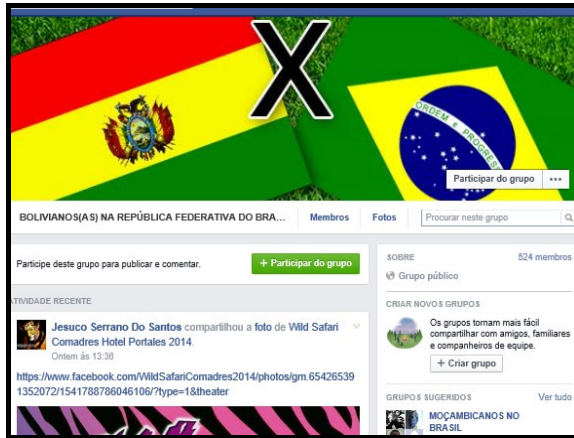 X
ORDEM E PROGRESSO
Participar do grupo
BOLIVIANOS(AS) NA REPÚBLICA FEDERATIVA DO BRA...
Membros
Fotos
Procurar neste grupo
Participe deste grupo para publicar e comentar.
+ Participar do grupo
SOBRE
524 membros
Grupo público
ATIVIDADE RECENTE
CRIAR NOVOS GRUPOS
Jesuco Serrano Do Santos compartilhou a foto de Wild Safari
Comadres Hotel Portales 2014.
Ontem ás 13:38
Os grupos tornam mais fácil
compartilhar com amigos, familiares
e companheiros de equipe.
+ Criar grupo
https://www.facebook.com/WildSafariComadres2014/photos/gm.65426539
1352072/1541788786046106/?type=1&theater
GRUPOS SUGERIDOS
Ver tudo
MOÇAMBICANOS NO
BRASIL